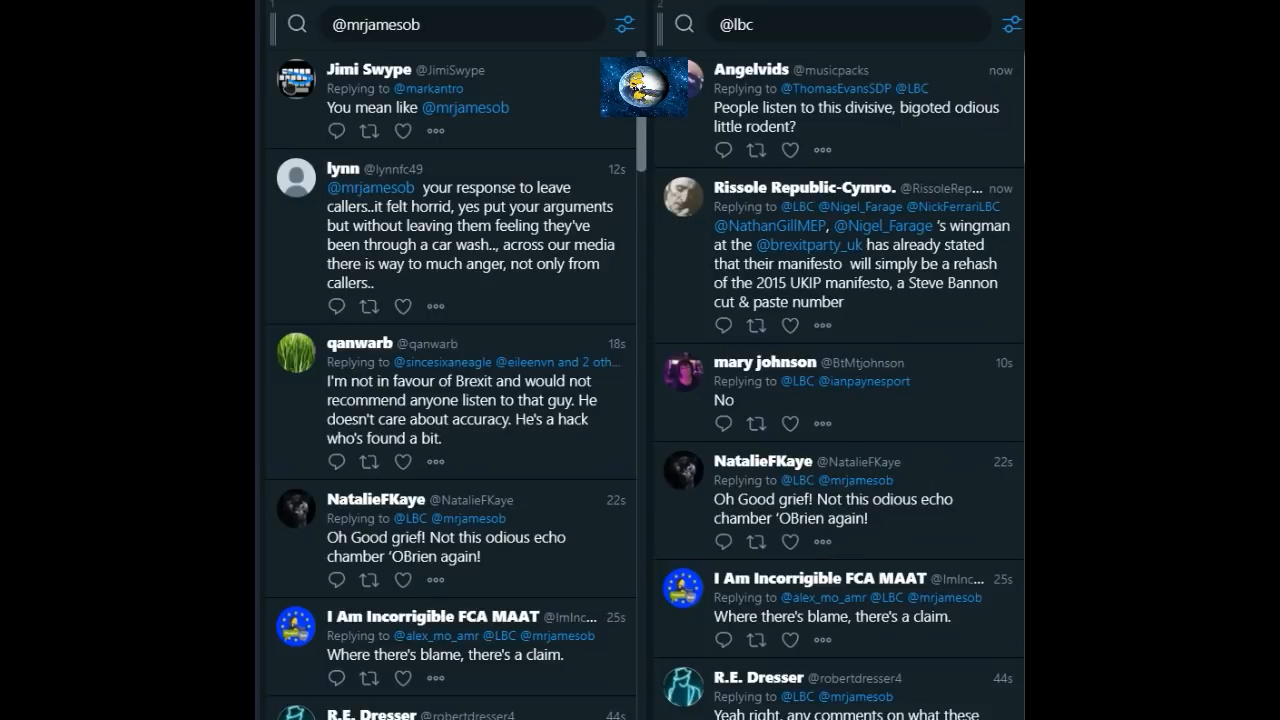 1
@mrjamesob
Jimi Swype @JimiSwype
Replying to @markantro
You mean like @mrjamesob
lynn @lynnfc49 12s
@mrjamesob your response to leave
callers..it felt horrid, yes put your arguments
but without leaving them feeling they've
been through a car wash.., across our media
there is way to much anger, not only from
callers..
qanwarb @qanwarb 18s
Replying to @sincesixaneagle @eileenvn and 2 oth...
I'm not in favour of Brexit and would not
recommend anyone listen to that guy. He
doesn't care about accuracy. He's a hack
who's found a bit.
NatalieFKaye @NatalieFKaye 22s
Replying to @LBC @mrjamesob
Oh Good grief! Not this odious echo
chamber ‘OBrien again!
I Am Incorrigible FCA MAAT @ImInc... 25s
Replying to @alex_mo_amr @LBC @mrjamesob
Where there's blame, there's a claim.
R.E. Dresser @robertdresser4 44s
2
@lbc
Angelvids @musicpacks now
Replying to @ThomasEvansSDP @LBC
People listen to this divisive, bigoted odious
little rodent?
Rissole Republic-Cymro. @RissoleRep... now
Replying to @LBC @Nigel_Farage @NickFerrariLBC
@NathanGillMEP, @Nigel_Farage 's wingman
at the @brexitparty_uk has already stated
that their manifesto will simply be a rehash
of the 2015 UKIP manifesto, a Steve Bannon
cut & paste number
mary johnson @BtMtjohnson 10s
Replying to @LBC @ianpaynesport
No
NatalieFKaye @NatalieFKaye 22s
Replying to @LBC @mrjamesob
Oh Good grief! Not this odious echo
chamber ‘OBrien again!
I Am Incorrigible FCA MAAT @ImInc... 25s
Replying to @alex_mo_amr @LBC @mrjamesob
Where there's blame, there's a claim.
R.E. Dresser @robertdresser4 44s
Replying to @LBC @mrjamesob
Yeah right, any comments on what these